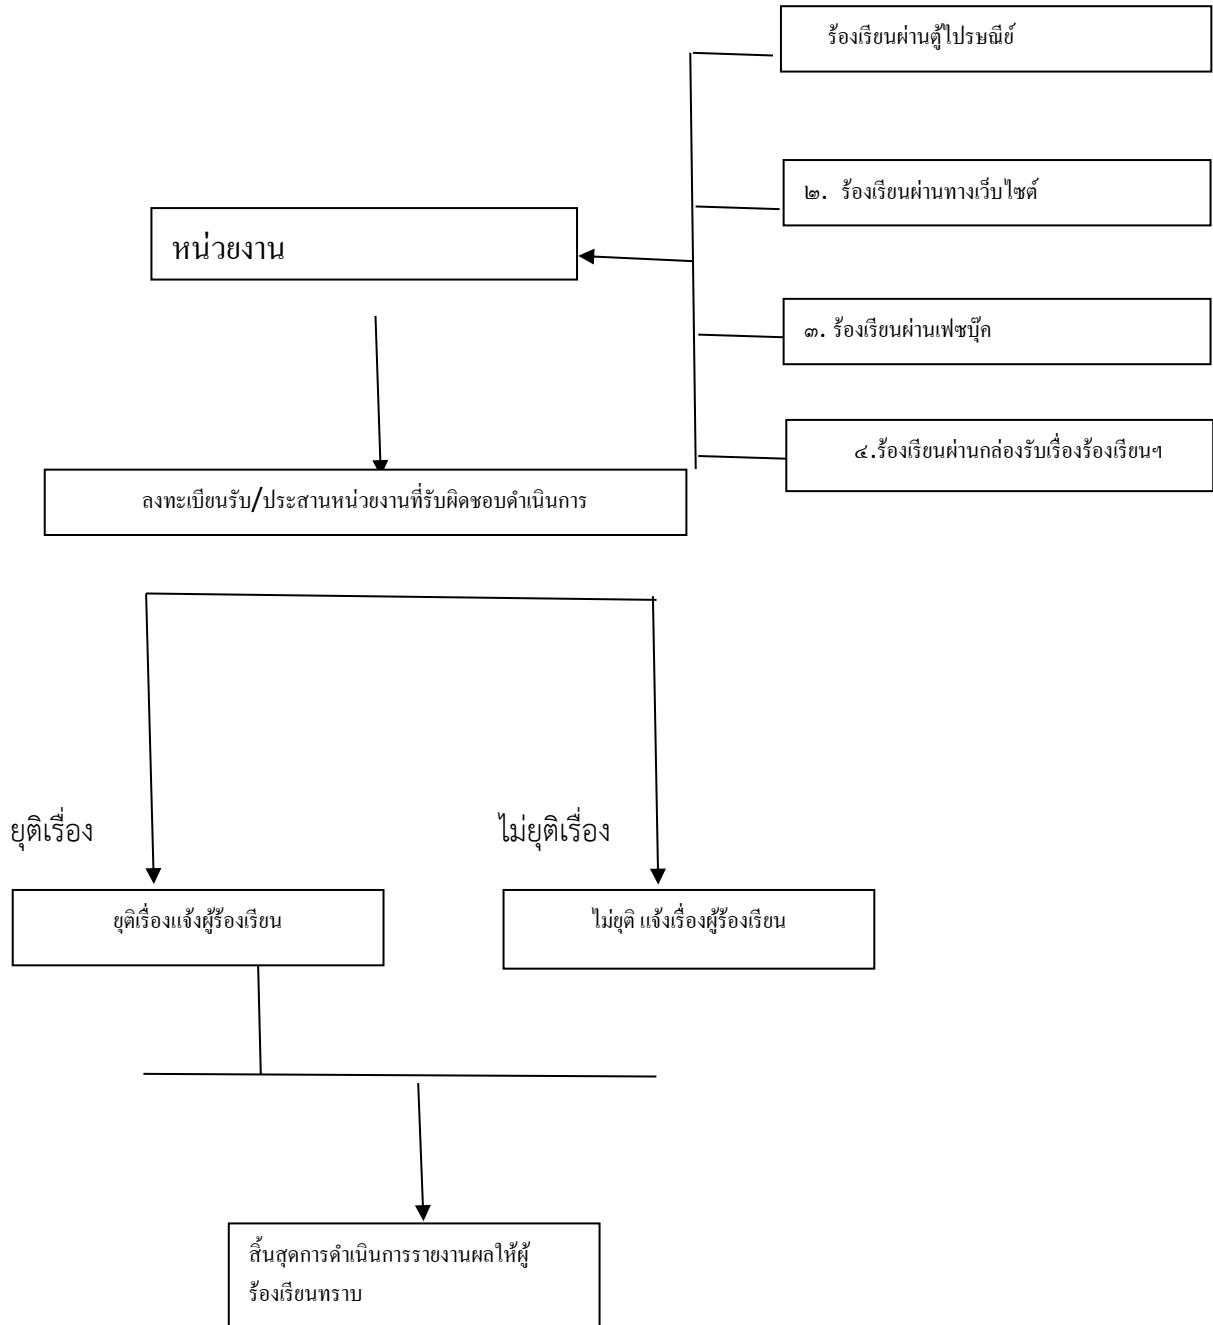 ร้องเรียนผ่านตู้ไปรษณีย์
๒. ร้องเรียนผ่านทางเว็บไซต์
หน่วยงาน
๓. ร้องเรียนผ่านเฟซบุ๊ค
๔.ร้องเรียนผ่านกล่องรับเรื่องร้องเรียนฯ
ลงทะเบียนรับ/ประสานหน่วยงานที่รับผิดชอบดำเนินการ
ยุติเรื่อง
ไม่ยุติเรื่อง
ยุติเรื่องแจ้งผู้ร้องเรียน
ไม่ยุติ แจ้งเรื่องผู้ร้องเรียน
สิ้นสุดการดำเนินการรายงานผลให้ผู้
ร้องเรียนทราบ